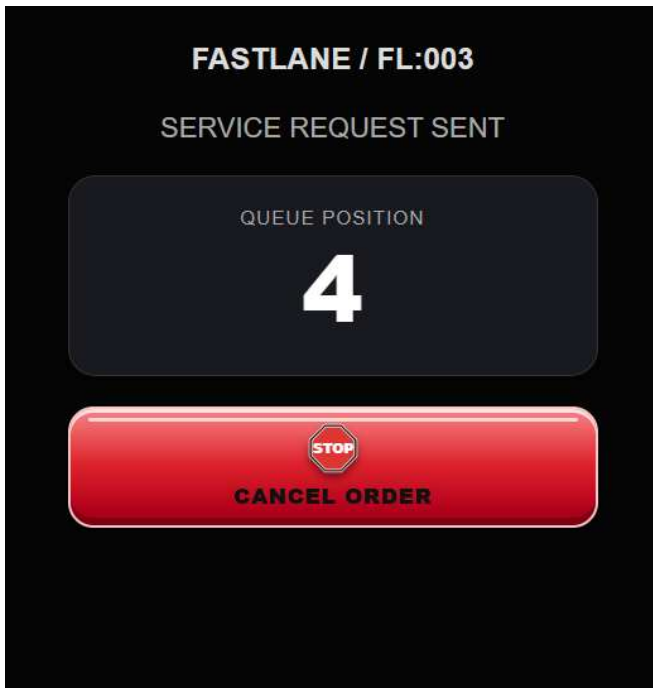 FASTLANE / FL:003
SERVICE REQUEST SENT
QUEUE POSITION
4
STOP
CANCEL ORDER